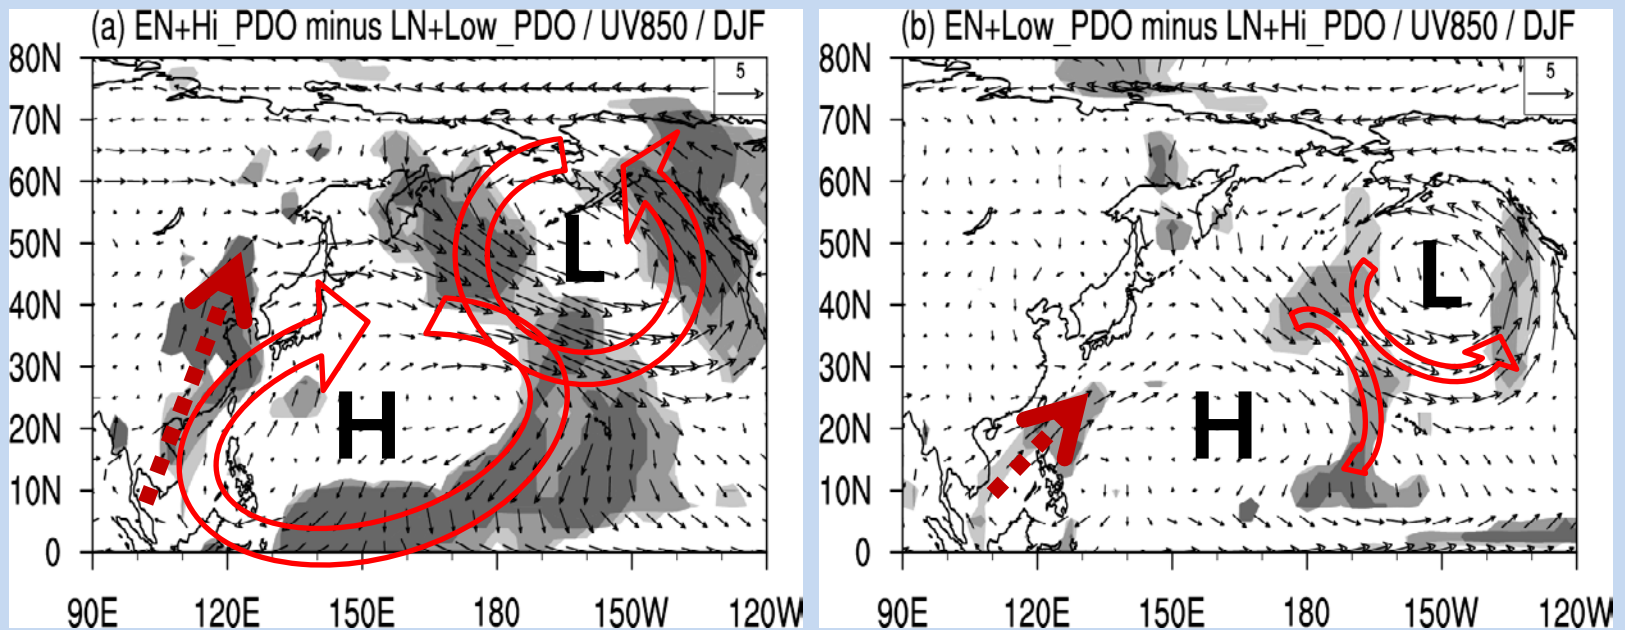 (a) EN+Hi_PDO minus LN+Low_PDO / UV850 / DJF
80N
70N
60N
50N
40N
30N
20N
10N
0
5
L
H
90E 120E 150E 180 150W 120W
(b) EN+Low_PDO minus LN+Hi_PDO / UV850 / DJF
80N
70N
60N
50N
40N
30N
20N
10N
0
5
L
H
90E 120E 150E 180 150W 120W